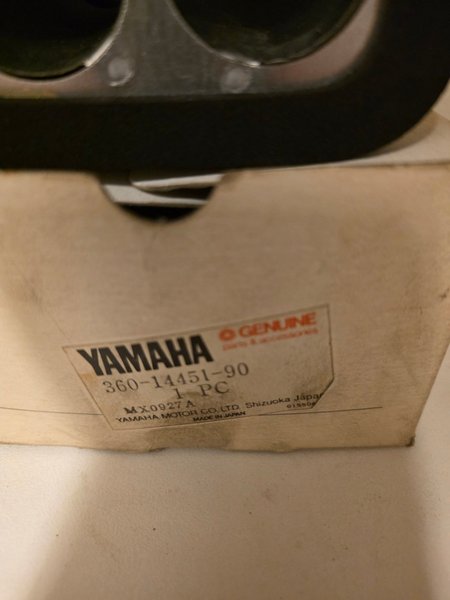 GENUINE
parts & accessories
YAMAHA
360-14451-90
1 PC
MX0927A
YAMAHA MOTOR CO.,LTD. Shizuoka Japan
MADE IN JAPAN